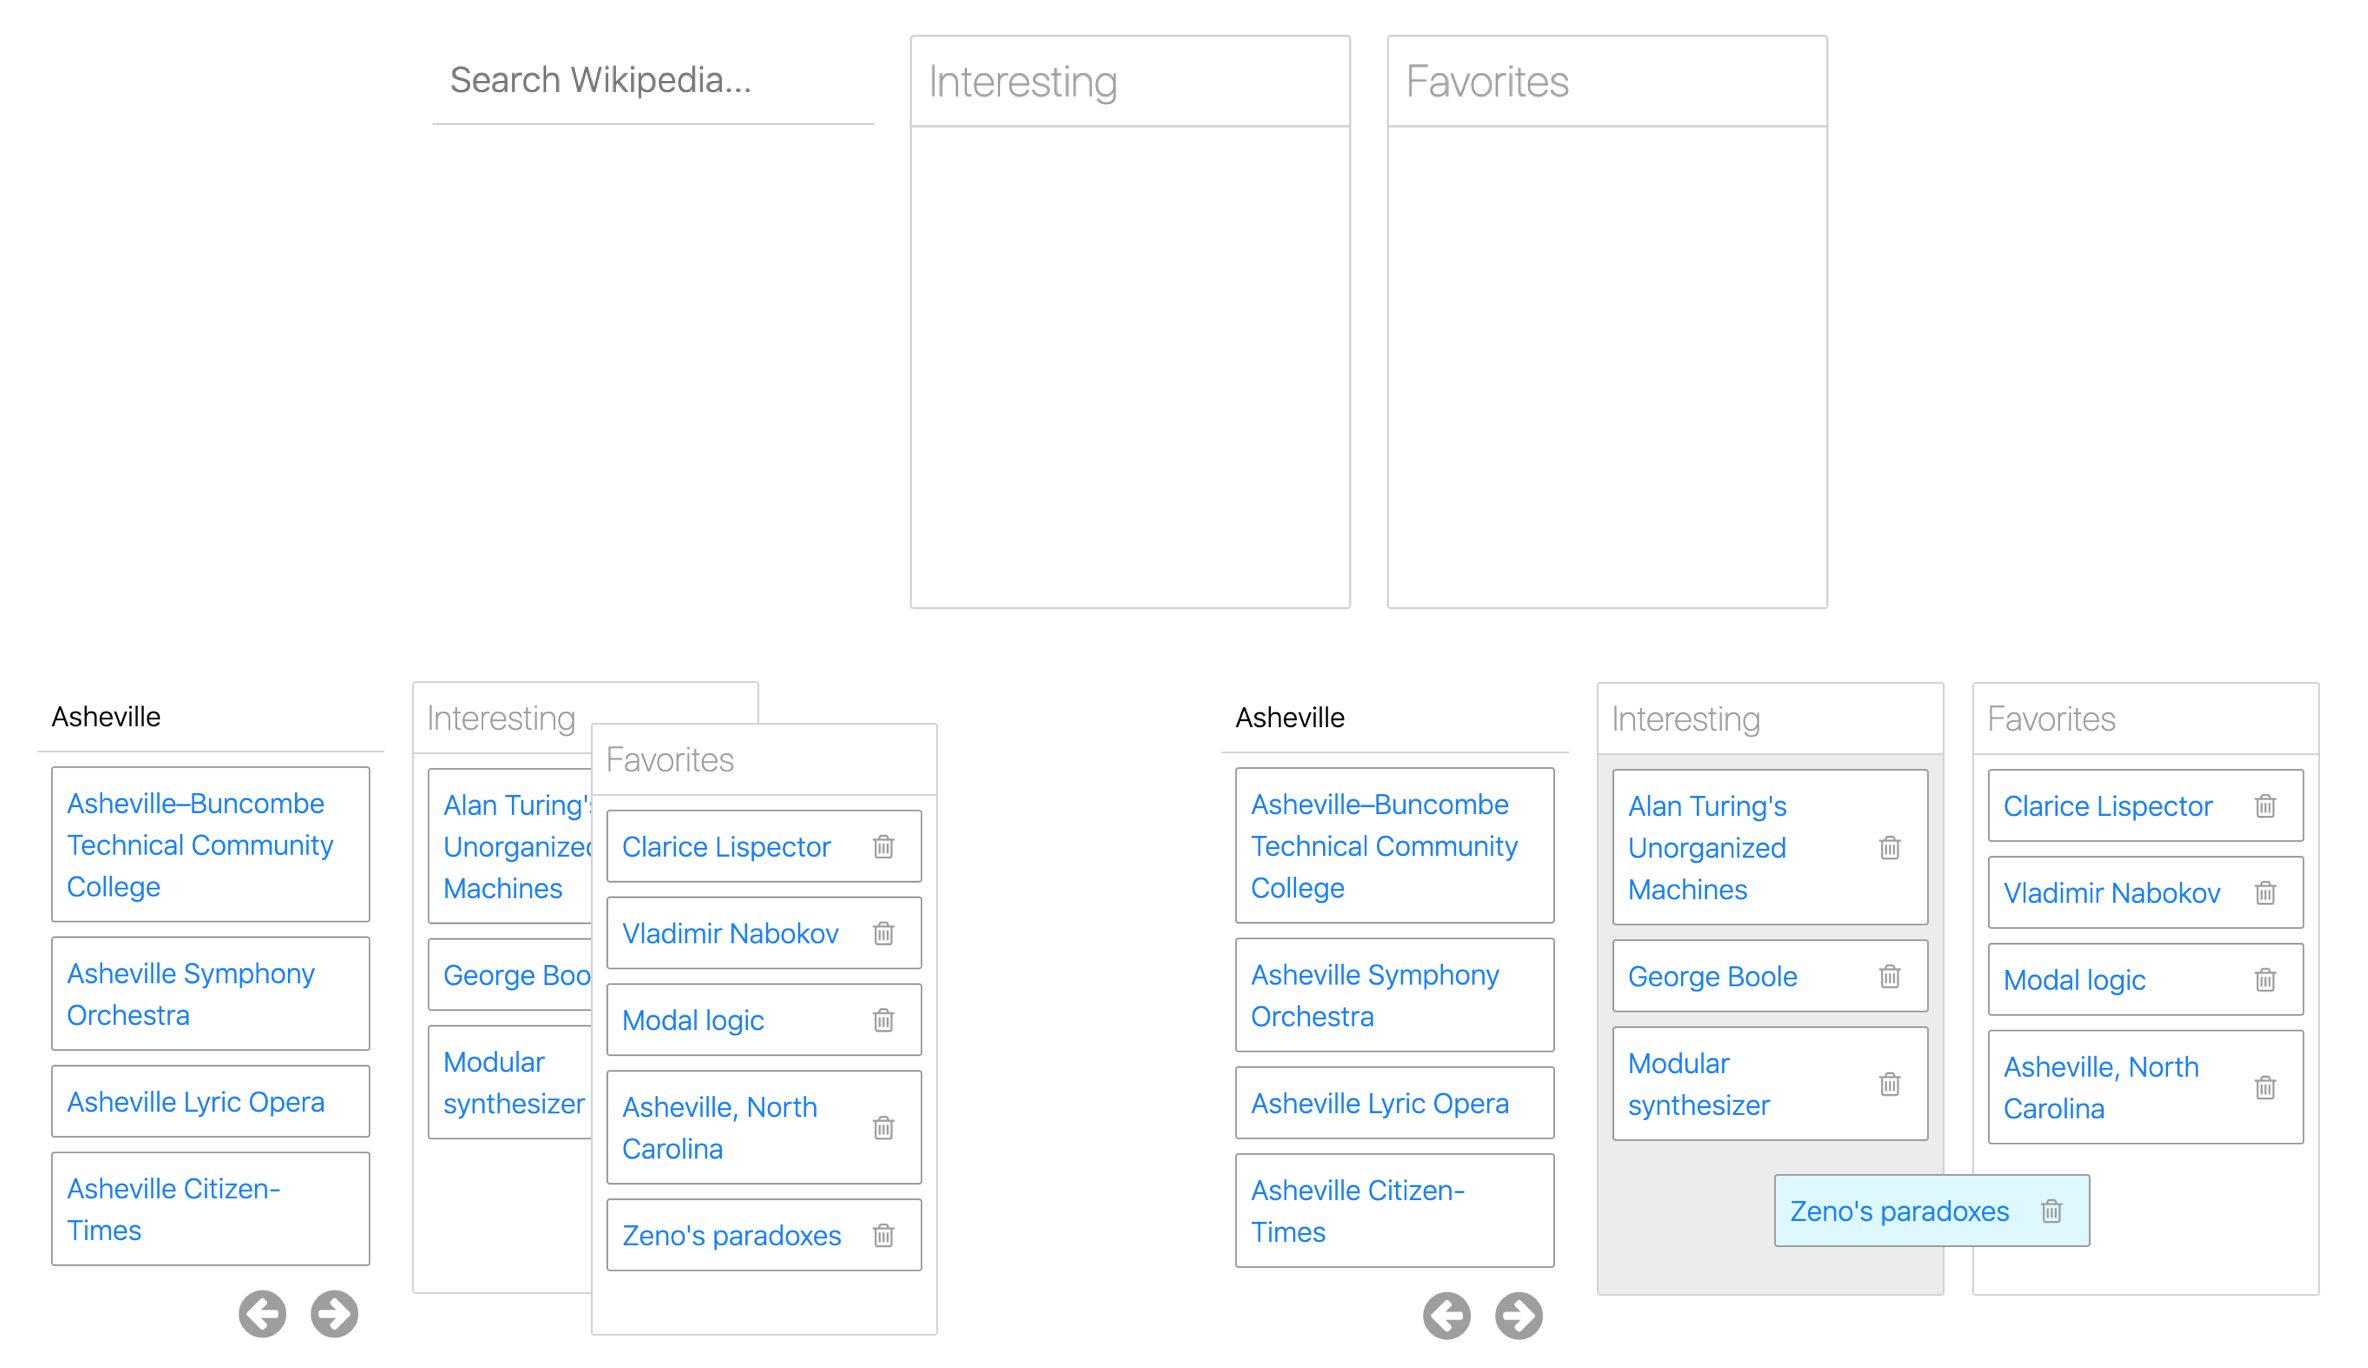 Search Wikipedia...
Interesting
Favorites
Asheville
Asheville–Buncombe
Technical Community
College
Asheville Symphony
Orchestra
Asheville Lyric Opera
Asheville Citizen-
Times
Interesting
Alan Turing's
Unorganized
Machines
George Boo
Modular
synthesizer
Favorites
Clarice Lispector
Vladimir Nabokov
Modal logic
Asheville, North
Carolina
Zeno's paradoxes
Asheville
Asheville–Buncombe
Technical Community
College
Asheville Symphony
Orchestra
Asheville Lyric Opera
Asheville Citizen-
Times
Interesting
Alan Turing's
Unorganized
Machines
George Boole
Modular
synthesizer
Favorites
Clarice Lispector
Vladimir Nabokov
Modal logic
Asheville, North
Carolina
Zeno's paradoxes